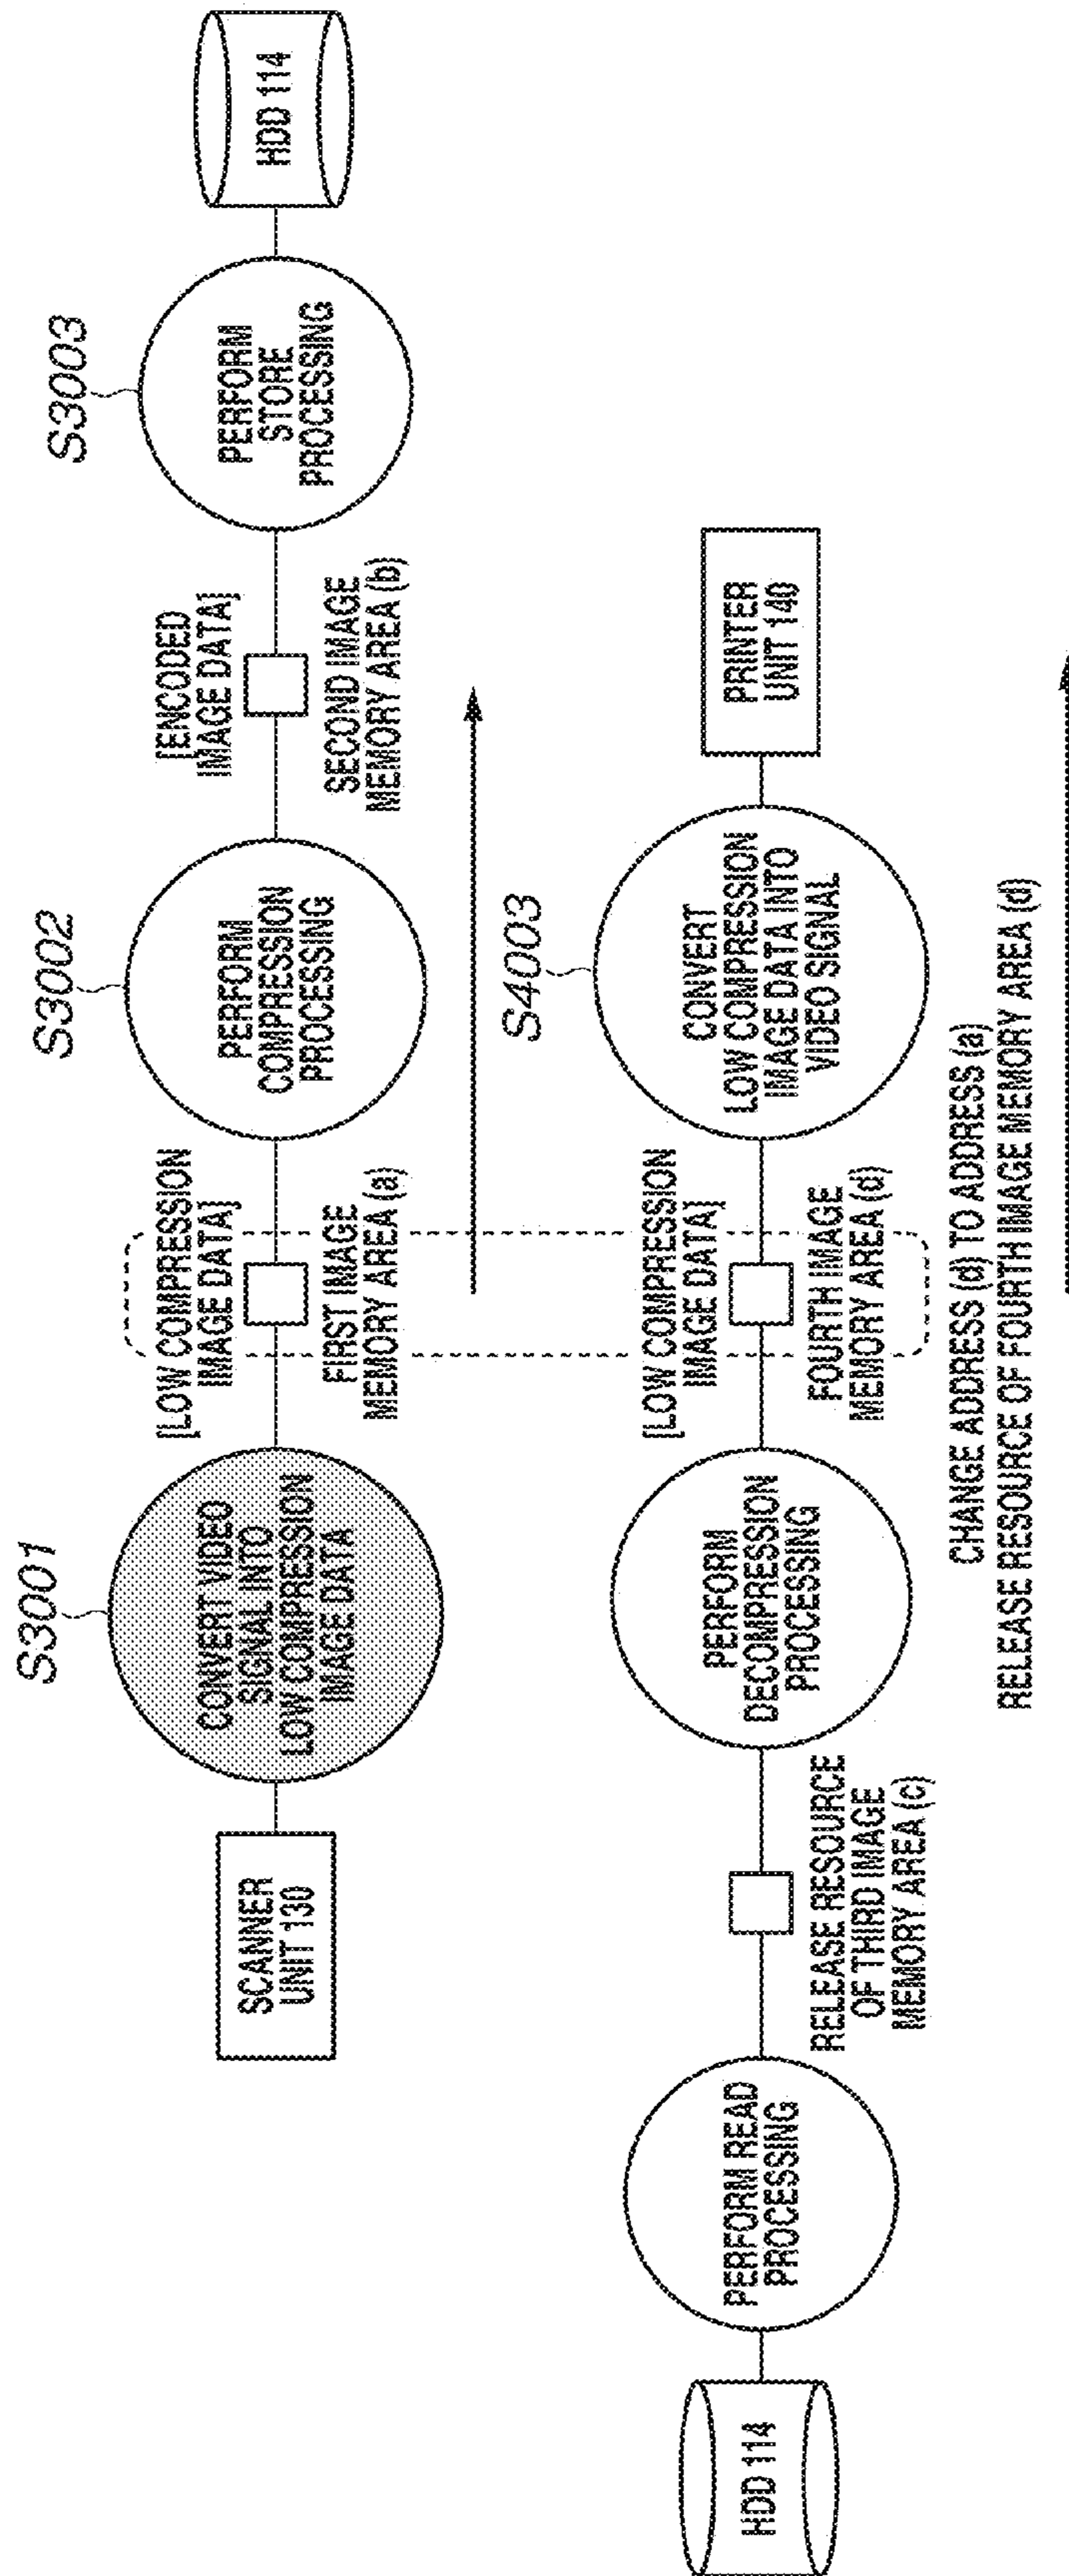 S3001
S3002
S3003
SCANNER
UNIT 130
CONVERT VIDEO
SIGNAL INTO
LOW COMPRESSION
IMAGE DATA
[LOW COMPRESSION
IMAGE DATA]
FIRST IMAGE
MEMORY AREA (a)
PERFORM
COMPRESSION
PROCESSING
[ENCODED
IMAGE DATA]
SECOND IMAGE
MEMORY AREA (b)
PERFORM
STORE
PROCESSING
HDD 114
S4003
HDD 114
PERFORM READ
PROCESSING
RELEASE RESOURCE
OF THIRD IMAGE
MEMORY AREA (c)
PERFORM
DECOMPRESSION
PROCESSING
[LOW COMPRESSION
IMAGE DATA]
FOURTH IMAGE
MEMORY AREA (d)
CONVERT
LOW COMPRESSION
IMAGE DATA INTO
VIDEO SIGNAL
PRINTER
UNIT 140
CHANGE ADDRESS (d) TO ADDRESS (a)
RELEASE RESOURCE OF FOURTH IMAGE MEMORY AREA (d)